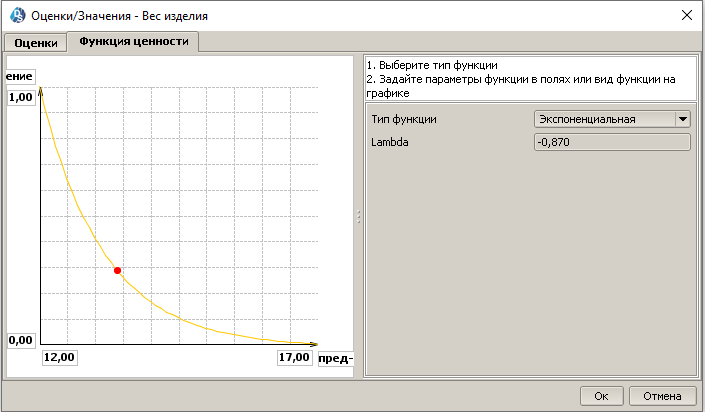 Оценки/Значения - Вес изделия
Оценки
Функция ценности
ение
1,00
0,00
12,00
17,00
пред-
1. Выберите тип функции
2. Задайте параметры функции в полях или вид функции на
графике
Тип функции
Экспоненциальная
Lambda
-0,870
Ок
Отмена